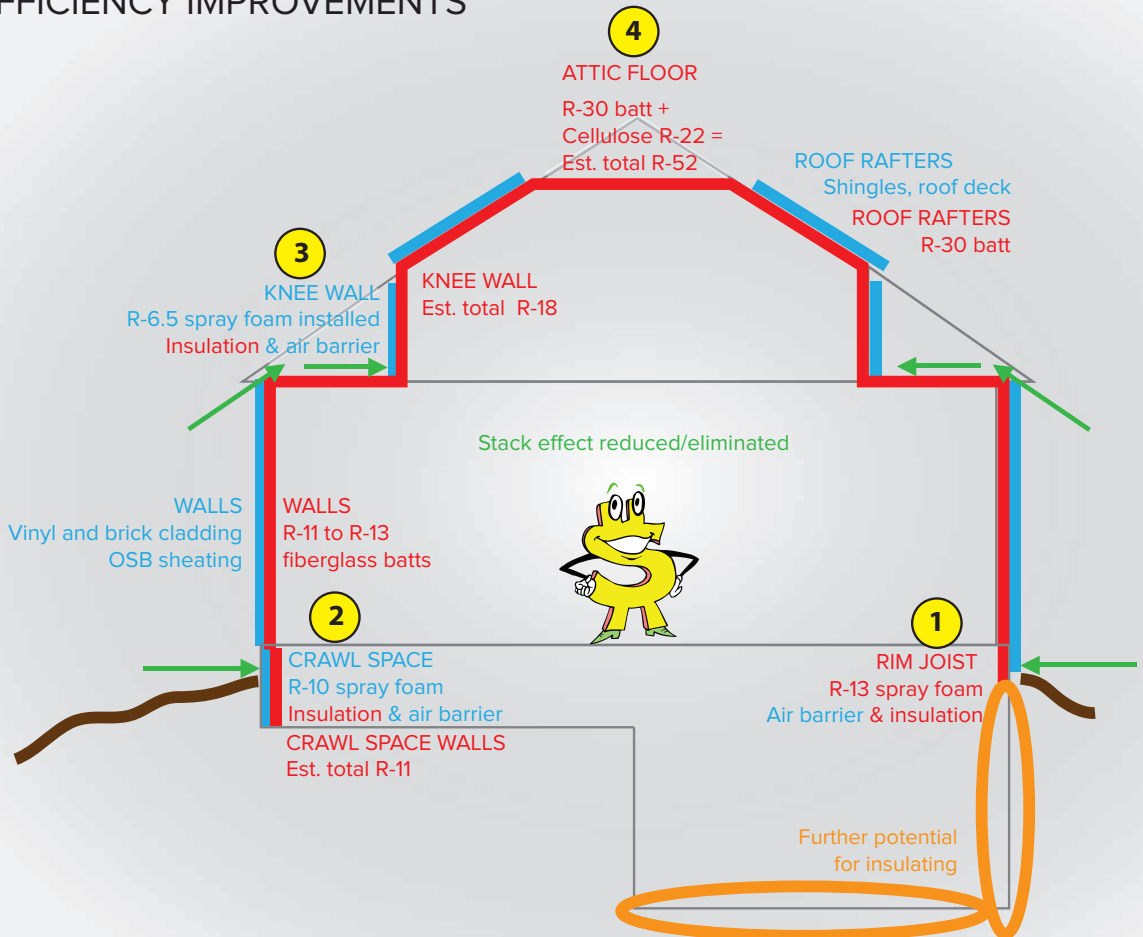 FFICIENCY IMPROVEMENTS
4
ATTIC FLOOR
R-30 batt +
Cellulose R-22 =
Est. total R-52
ROOF RAFTERS
Shingles, roof deck
ROOF RAFTERS
R-30 batt
3
KNEE WALL
R-6.5 spray foam installed
Insulation & air barrier
KNEE WALL
Est. total R-18
Stack effect reduced/eliminated
WALLS
Vinyl and brick cladding
OSB sheating
WALLS
R-11 to R-13
fiberglass batts
2
CRAWL SPACE
R-10 spray foam
Insulation & air barrier
CRAWL SPACE WALLS
Est. total R-11
1
RIM JOIST
R-13 spray foam
Air barrier & insulation
Further potential
for insulating